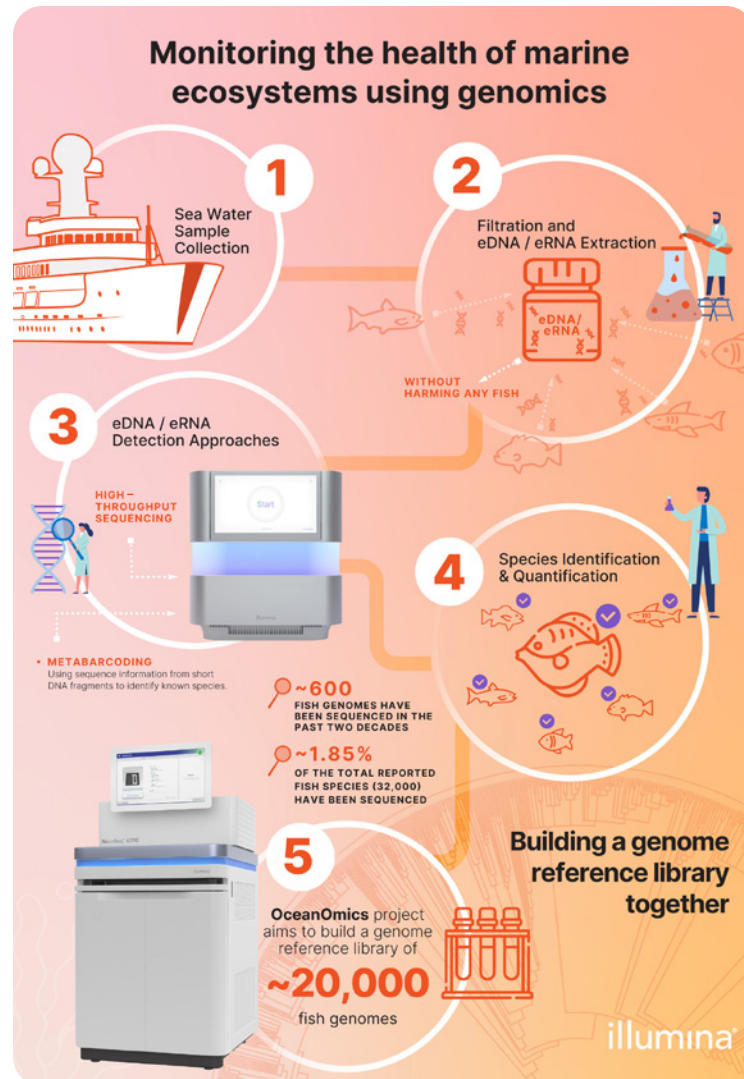 Monitoring the health of marine
ecosystems using genomics
1
Sea Water
Sample
Collection
2
Filtration and
eDNA / eRNA Extraction
eDNA/
eRNA
WITHOUT
HARMING ANY FISH
3
eDNA / eRNA
Detection Approaches
HIGH –
THROUGHPUT
SEQUENCING
Start
illumina
• METABARCODING
Using sequence information from short
DNA fragments to identify known species.
4
Species Identification
& Quantification
~600
FISH GENOMES HAVE
BEEN SEQUENCED IN THE
PAST TWO DECADES
~1.85%
OF THE TOTAL REPORTED
FISH SPECIES (32,000)
HAVE BEEN SEQUENCED
5
OceanOmics project
aims to build a genome
reference library of
~20,000
fish genomes
Building a genome
reference library
together
illumina®